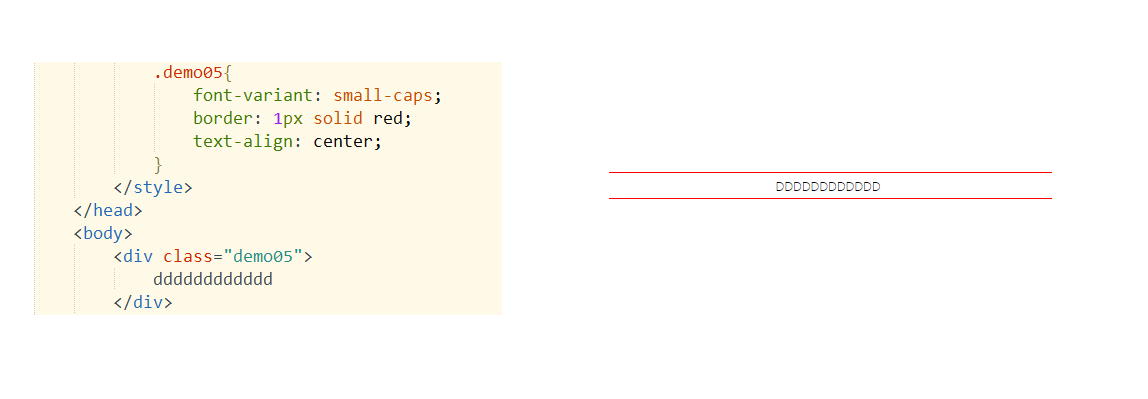 .demo05{
font-variant: small-caps;
border: 1px solid red;
text-align: center;
}
</style>
</head>
<body>
<div class="demo05">
dddddddddddd
</div>
DDDDDDDDDDDD